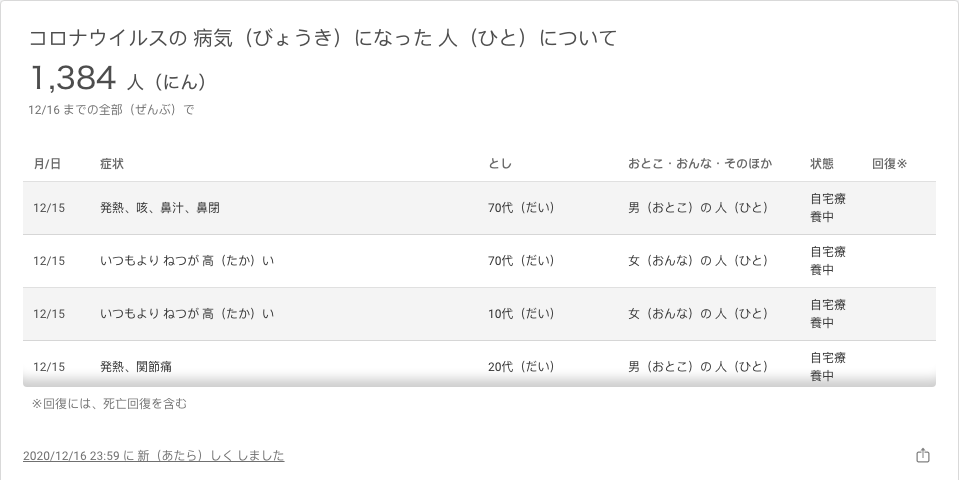 コロナウイルスの 病気（びょうき）になった 人（ひと）について
1,384 人（にん）
12/16 までの全部（ぜんぶ）で
月/日 症状 とし おとこ・おんな・そのほか 状態 回復※
12/15 発熱、咳、鼻汁、鼻閉 70代（だい） 男（おとこ）の 人（ひと） 自宅療
養中
12/15 いつもより ねつが 高（たか）い 70代（だい） 女（おんな）の 人（ひと） 自宅療
養中
12/15 いつもより ねつが 高（たか）い 10代（だい） 女（おんな）の 人（ひと） 自宅療
養中
12/15 発熱、関節痛 20代（だい） 男（おとこ）の 人（ひと） 自宅療
養中
※回復には、死亡回復を含む
2020/12/16 23:59 に 新（あたら）しく しました